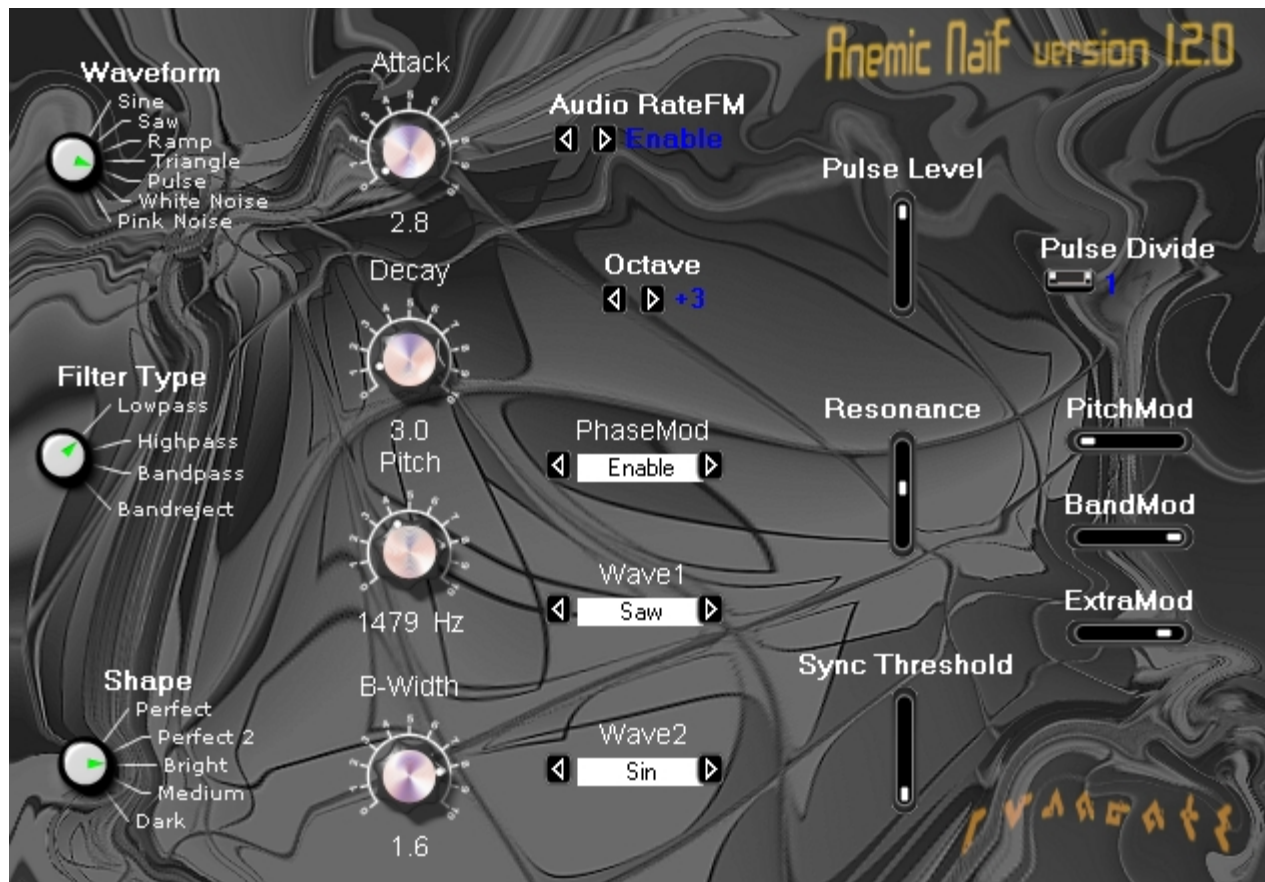 Anemic Naïf version 1.2.0
Waveform
Sine
Saw
Ramp
Triangle
Pulse
White Noise
Pink Noise
Filter Type
Lowpass
Highpass
Bandpass
Bandreject
Shape
Perfect
Perfect 2
Bright
Medium
Dark
Attack
2.8
Decay
3.0
Pitch
1479 Hz
B-Width
1.6
Audio RateFM
Enable
Octave
+3
PhaseMod
Enable
Wave1
Saw
Wave2
Sin
Pulse Level
Resonance
Sync Threshold
Pulse Divide
1
PitchMod
BandMod
ExtraMod